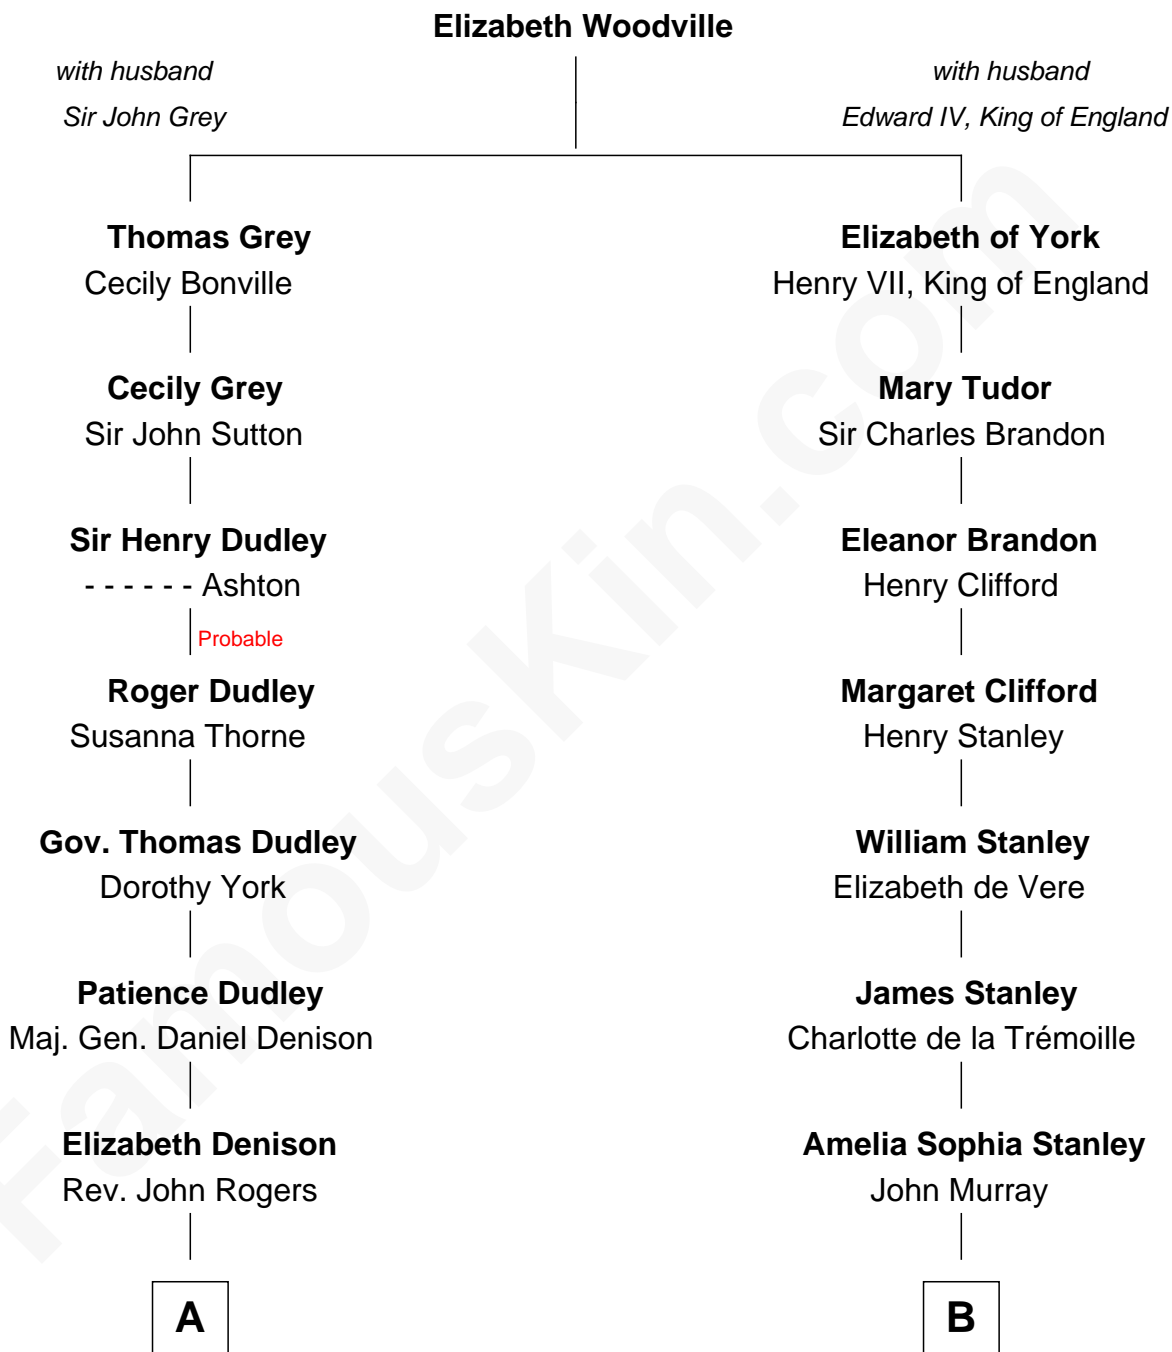 Elizabeth Woodville
with husband
Sir John Grey
with husband
Edward IV, King of England
Thomas Grey
Cecily Bonville
Elizabeth of York
Henry VII, King of England
Cecily Grey
Sir John Sutton
Mary Tudor
Sir Charles Brandon
Sir Henry Dudley
- - - - - - Ashton
Eleanor Brandon
Henry Clifford
Probable
Roger Dudley
Susanna Thorne
Margaret Clifford
Henry Stanley
Gov. Thomas Dudley
Dorothy York
William Stanley
Elizabeth de Vere
Patience Dudley
Maj. Gen. Daniel Denison
James Stanley
Charlotte de la Trémoille
Elizabeth Denison
Rev. John Rogers
Amelia Sophia Stanley
John Murray
A
B
FamousKin.com